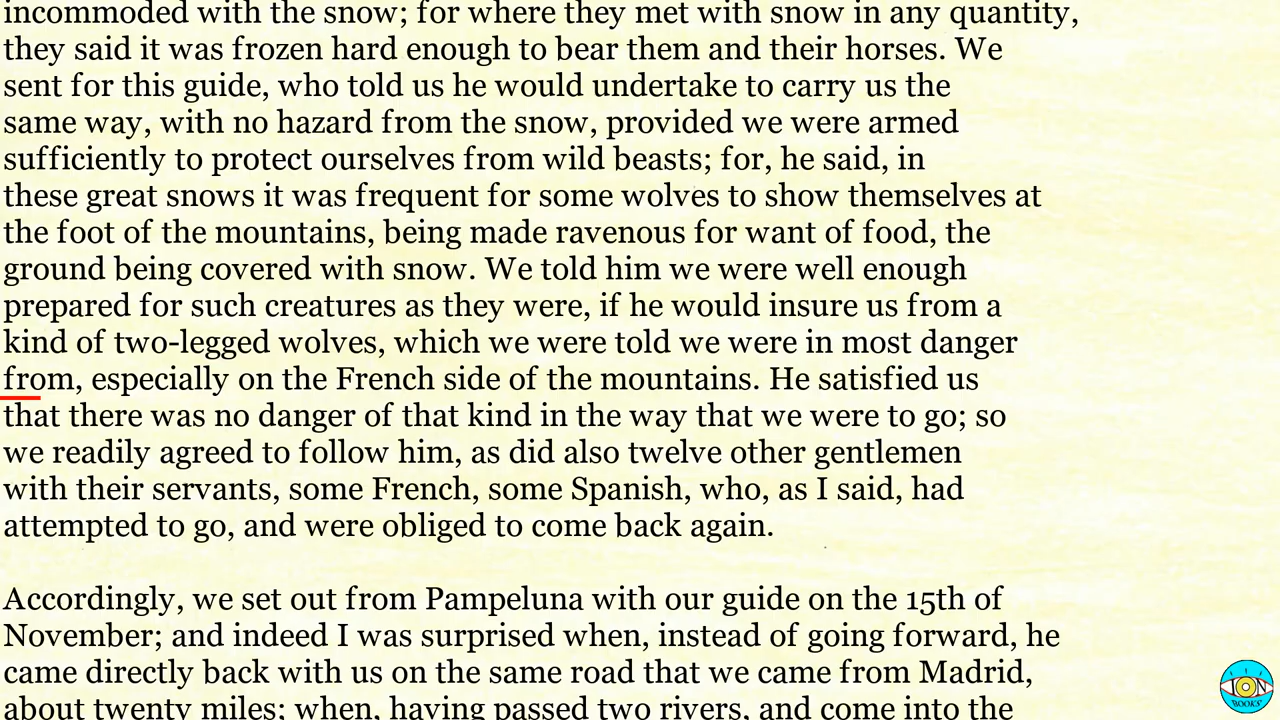 incommoded with the snow; for where they met with snow in any quantity,
they said it was frozen hard enough to bear them and their horses. We
sent for this guide, who told us he would undertake to carry us the
same way, with no hazard from the snow, provided we were armed
sufficiently to protect ourselves from wild beasts; for, he said, in
these great snows it was frequent for some wolves to show themselves at
the foot of the mountains, being made ravenous for want of food, the
ground being covered with snow. We told him we were well enough
prepared for such creatures as they were, if he would insure us from a
kind of two-legged wolves, which we were told we were in most danger
from, especially on the French side of the mountains. He satisfied us
that there was no danger of that kind in the way that we were to go; so
we readily agreed to follow him, as did also twelve other gentlemen
with their servants, some French, some Spanish, who, as I said, had
attempted to go, and were obliged to come back again.
Accordingly, we set out from Pampeluna with our guide on the 15th of
November; and indeed I was surprised when, instead of going forward, he
came directly back with us on the same road that we came from Madrid,
about twenty miles; when, having passed two rivers, and come into the
ION
BOOKS